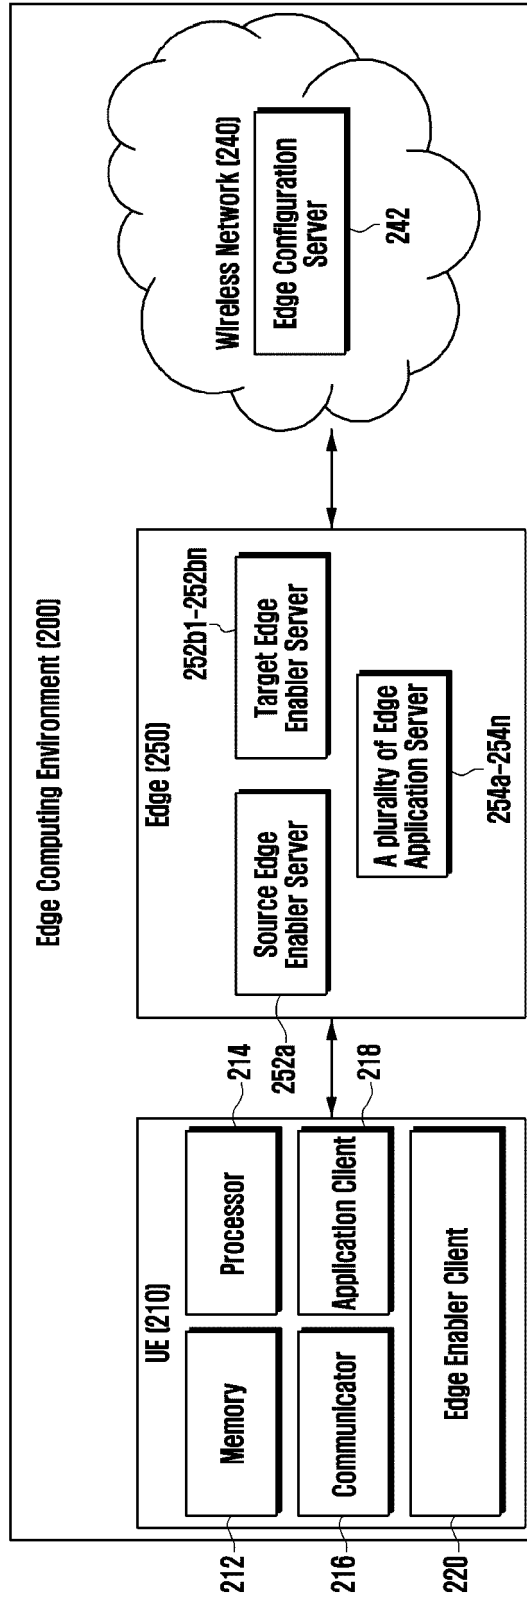 Edge Computing Environment (200)
UE (210)
Memory
Processor
Communicator
Application Client
Edge Enabler Client
212
214
216
218
220
Edge (250)
Source Edge
Enabler Server
252a
Target Edge
Enabler Server
252b1-252bn
A plurality of Edge
Application Server
254a-254n
Wireless Network (240)
Edge Configuration
Server
242